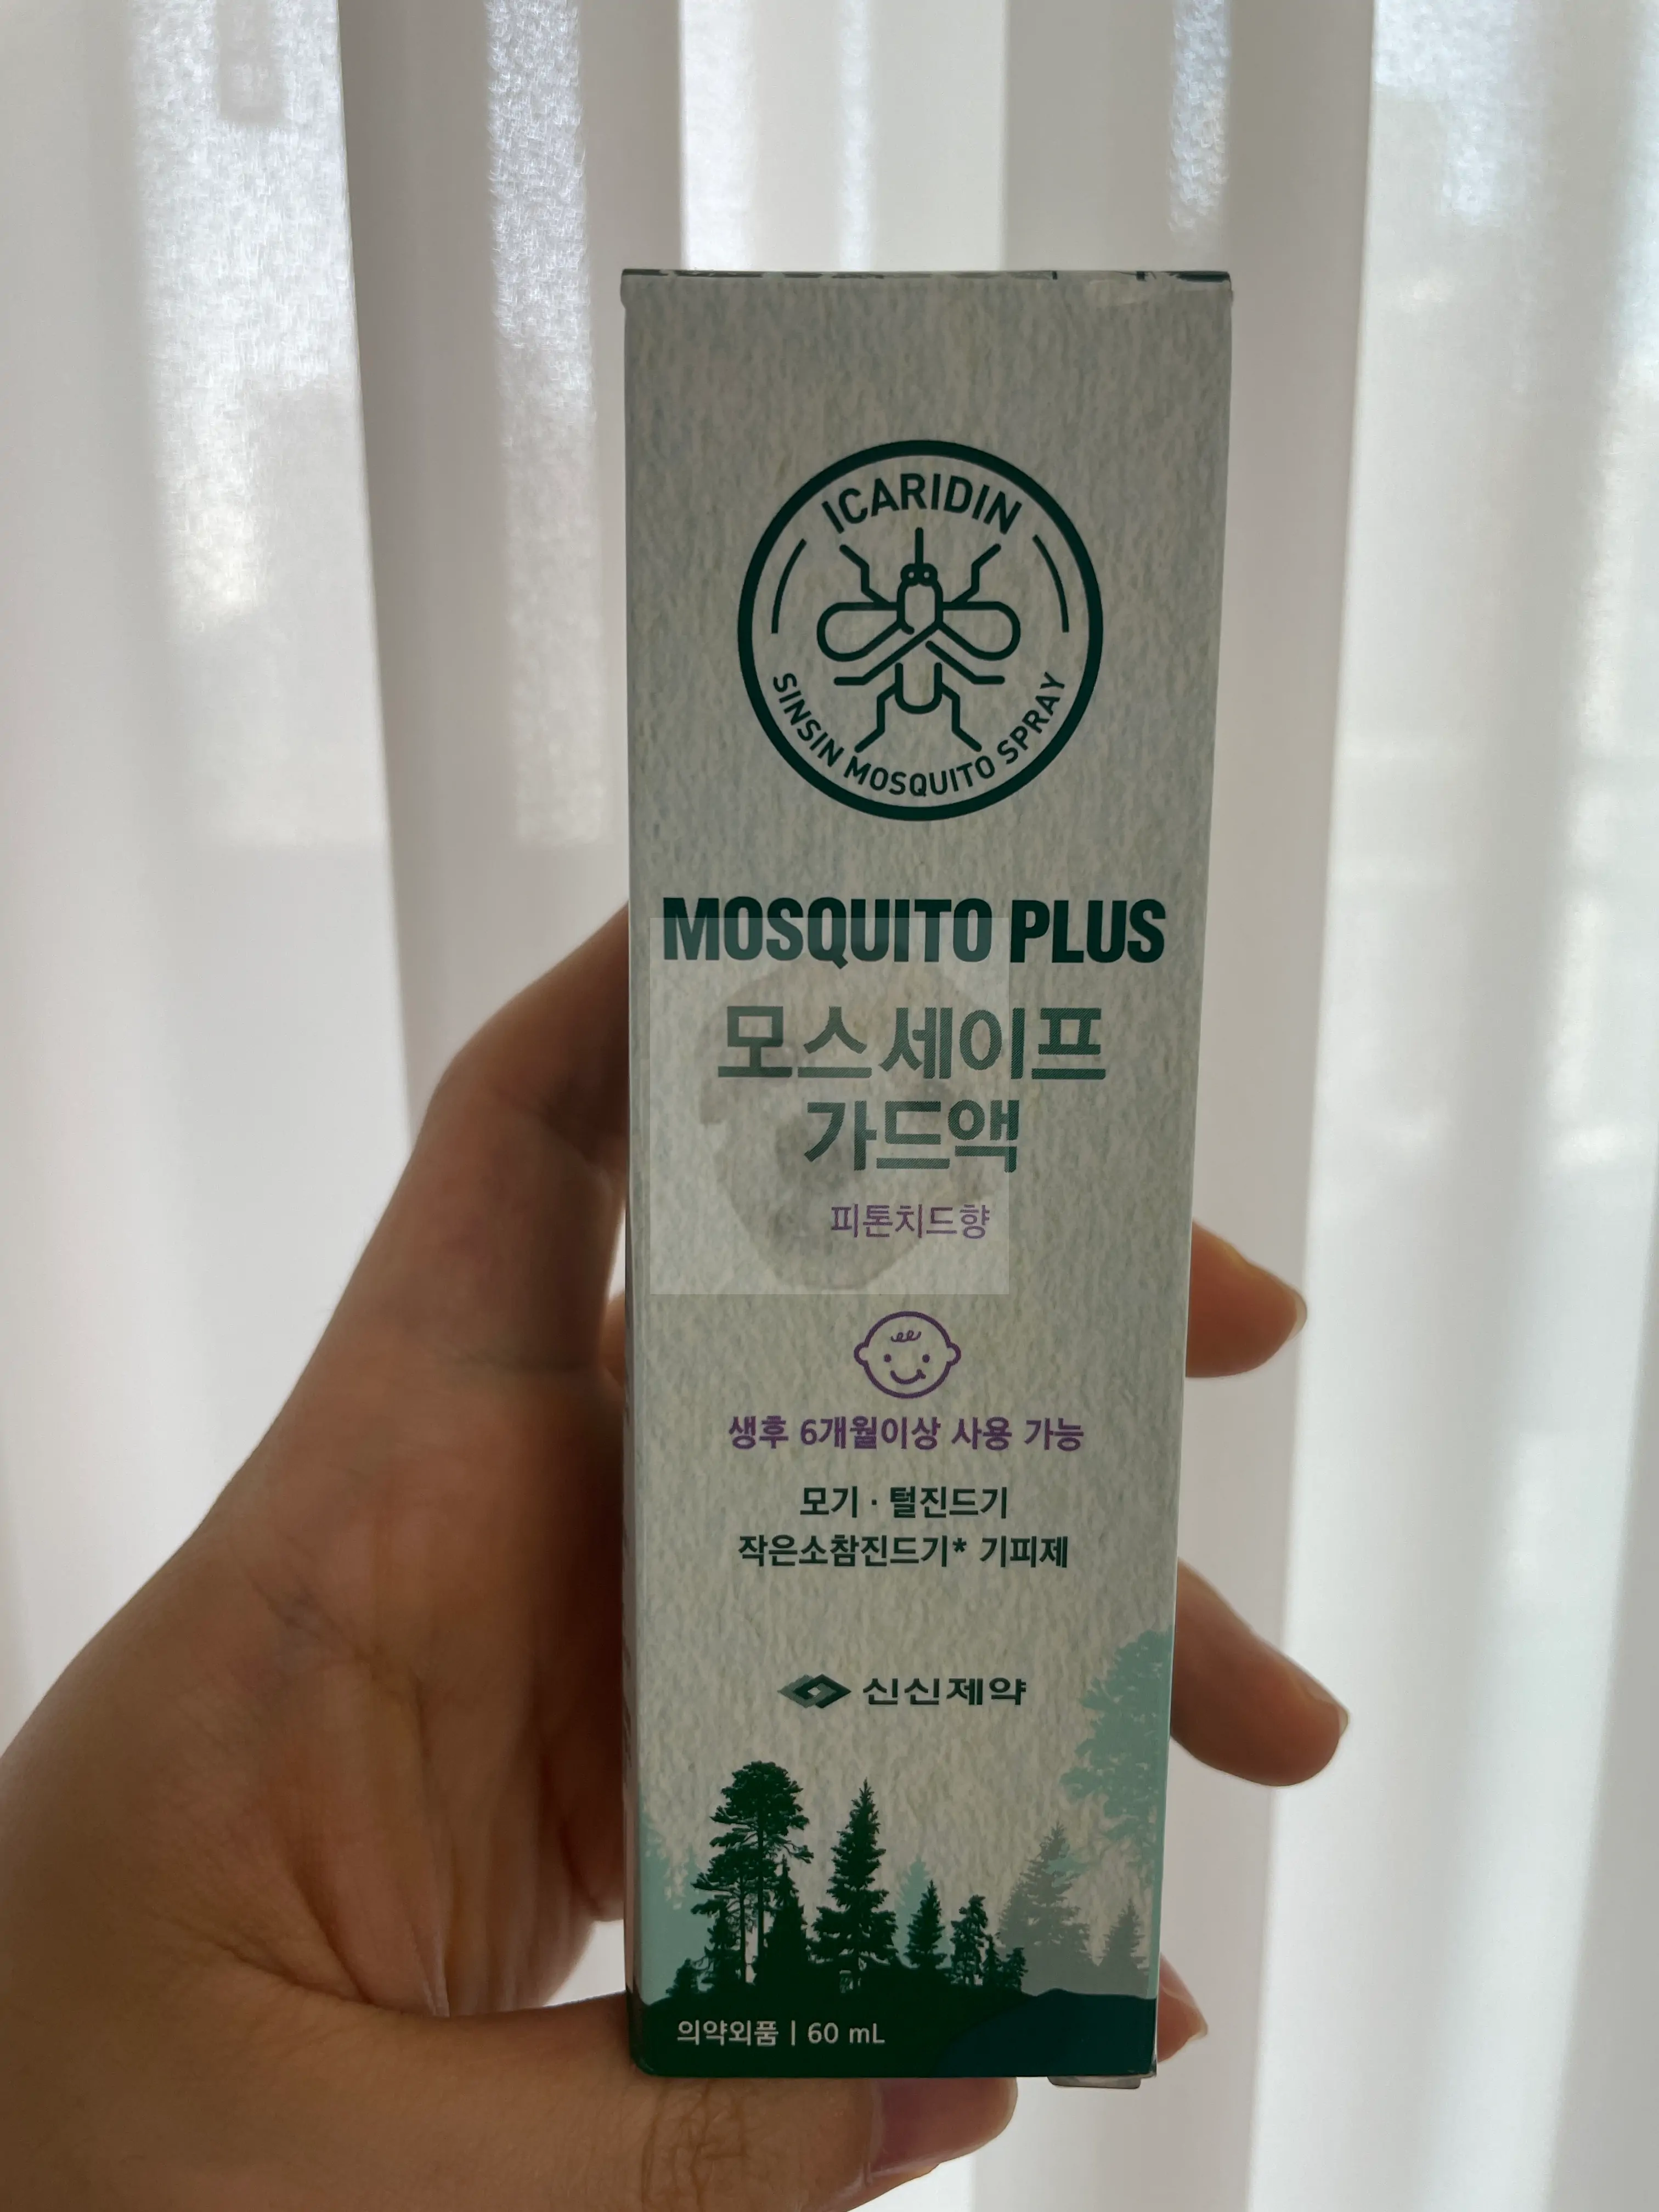 ICARIDIN
SINSIN MOSQUITO SPRAY
MOSQUITO PLUS
모스세이프
가드액
피톤치드향
생후 6개월이상 사용 가능
모기 · 털진드기
작은소참진드기* 기피제
신신제약
의약외품 | 60 mL